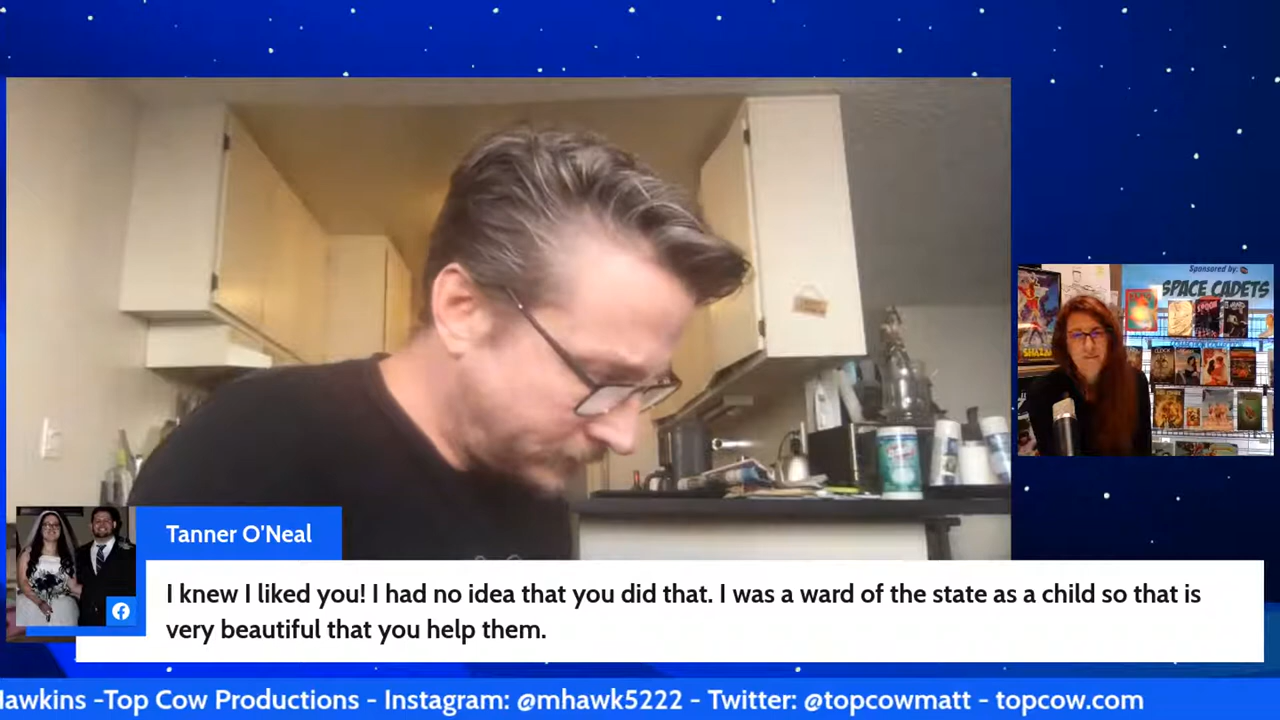 Sponsored by:
SPACE CADETS
SHAZAM
Tanner O'Neal
I knew I liked you! I had no idea that you did that. I was a ward of the state as a child so that is
very beautiful that you help them.
Hawkins -Top Cow Productions - Instagram: @mhawk5222 - Twitter: @topcowmatt - topcow.com